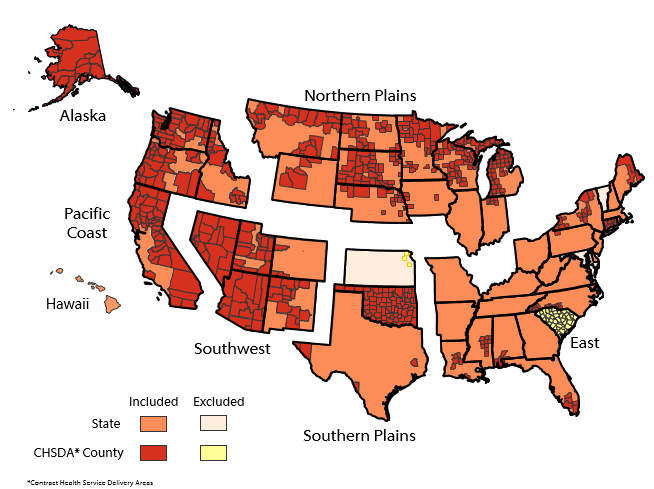 Northern Plains
Alaska
Pacific
Coast
Hawaii
Southwest
East
Southern Plains
Included Excluded
State
CHSDA* County
*Contract Health Service Delivery Areas